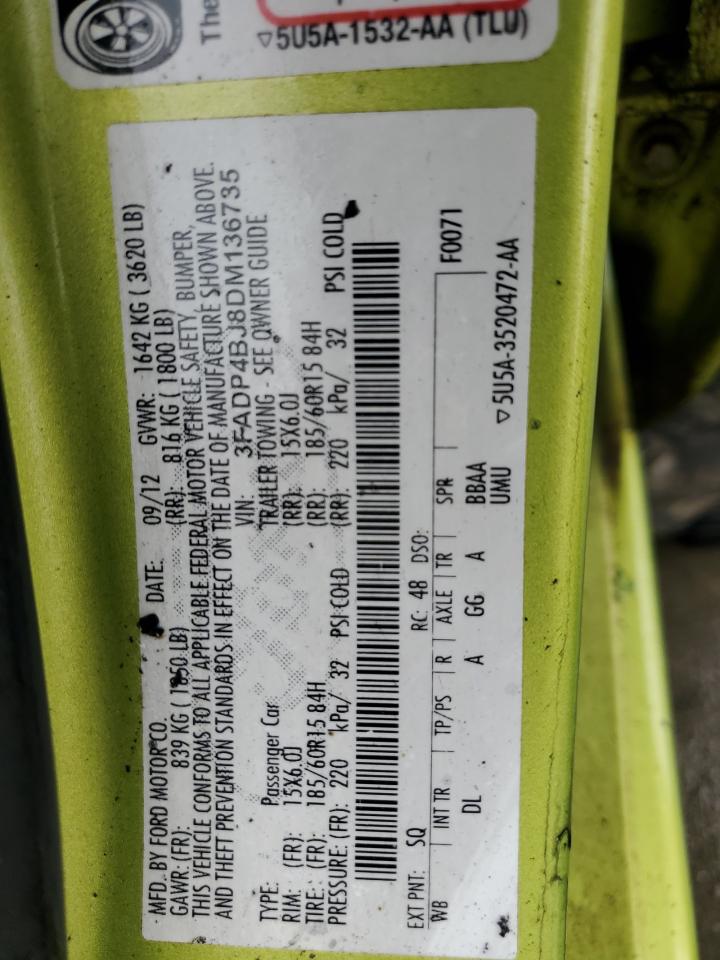 The
▽5U5A-1532-AA (TLU)
MFD. BY FORD MOTOR CO. DATE: 09/12 GVWR: 1642 KG ( 3620 LB)
GAWR: (FR): 839 KG ( 1850 LB) (RR): 816 KG ( 1800 LB)
THIS VEHICLE CONFORMS TO ALL APPLICABLE FEDERAL MOTOR VEHICLE SAFETY, BUMPER,
AND THEFT PREVENTION STANDARDS IN EFFECT ON THE DATE OF MANUFACTURE SHOWN ABOVE.
VIN: 3FADP4BJ8DM136735
TYPE: Passenger Car TRAILER TOWING - SEE OWNER GUIDE
RIM: (FR): 15X6.0J (RR): 15X6.0J
TIRE: (FR): 185/60R15 84H (RR): 185/60R15 84H
PRESSURE: (FR): 220 kPa/ 32 PSI COLD (RR): 220 kPa/ 32 PSI COLD
EXT PNT: SQ RC: 48 DSO: F0071
WB INT TR TP/PS R AXLE TR SPR
DL A GG A BBAA
UMU
▽5U5A-3520472-AA